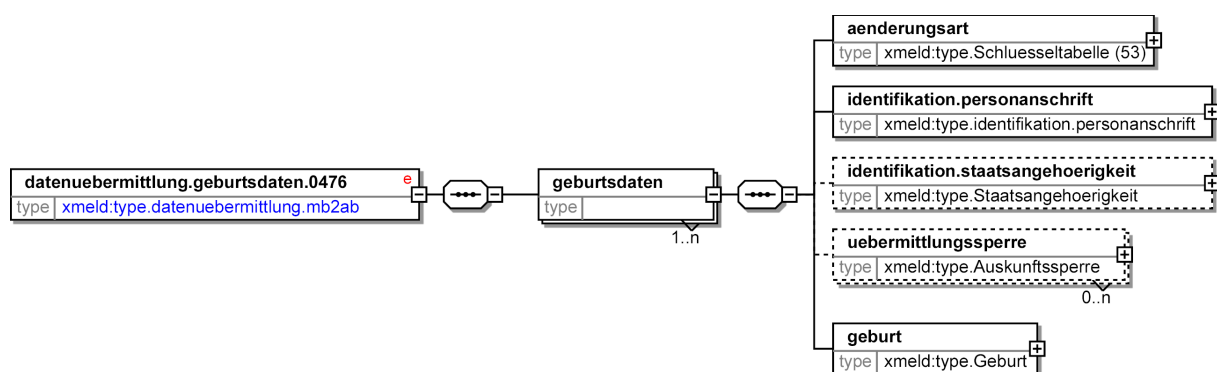 aenderungsart
type xmeld:type.Schluesseltabelle (53)
identifikation.personanschrift
type xmeld:type.identifikation.personanschrift
datenuebermittlung.geburtsdaten.0476 e
type xmeld:type.datenuebermittlung.mb2ab
geburtsdaten
type
1..n
identifikation.staatsangehoerigkeit
type xmeld:type.Staatsangehoerigkeit
uebermittlungssperre
type xmeld:type.Auskunftssperre
0..n
geburt
type xmeld:type.Geburt